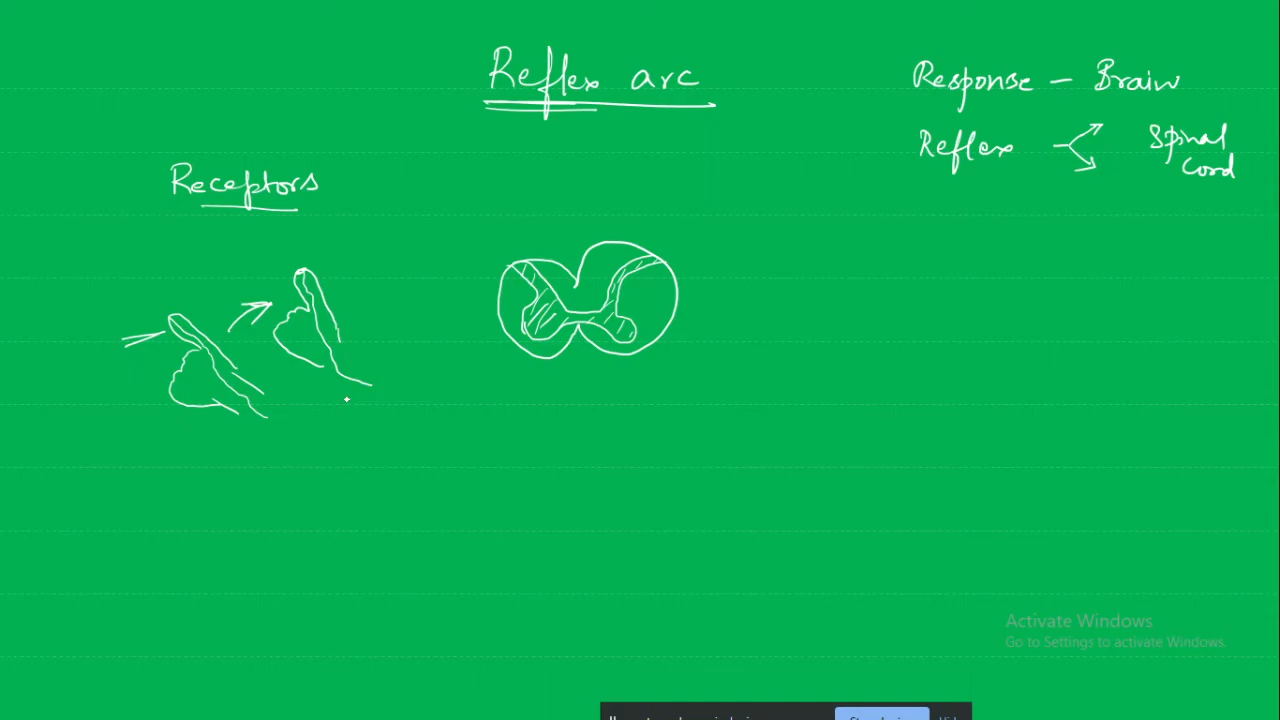 Reflex arc
Response - Brain
Reflex
Spinal
Cord
Receptors
Activate Windows
Go to Settings to activate Windows.